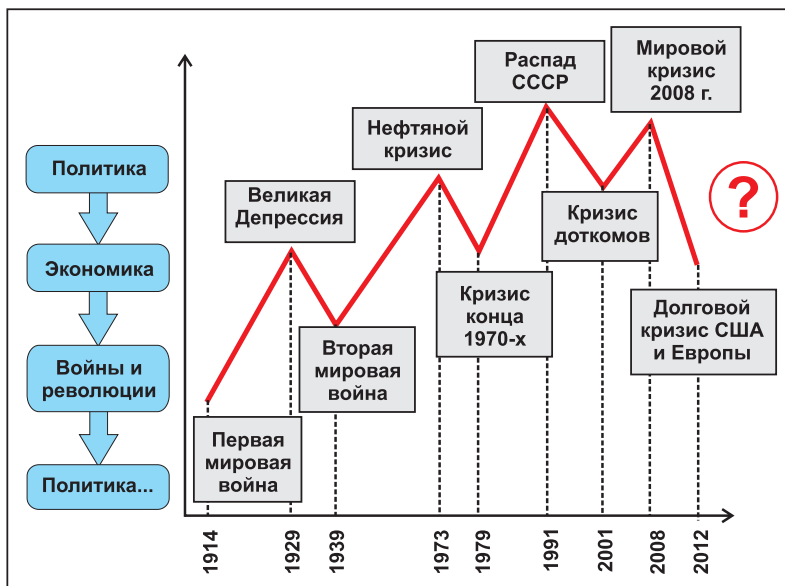 Политика
Экономика
Войны и
революции
Политика...
Первая
мировая
война
Великая
Депрессия
Вторая
мировая
война
Нефтяной
кризис
Кризис
конца
1970-х
Распад
СССР
Кризис
доткомов
Мировой
кризис
2008 г.
Долговой
кризис США
и Европы
?
1914
1929
1939
1973
1979
1991
2001
2008
2012